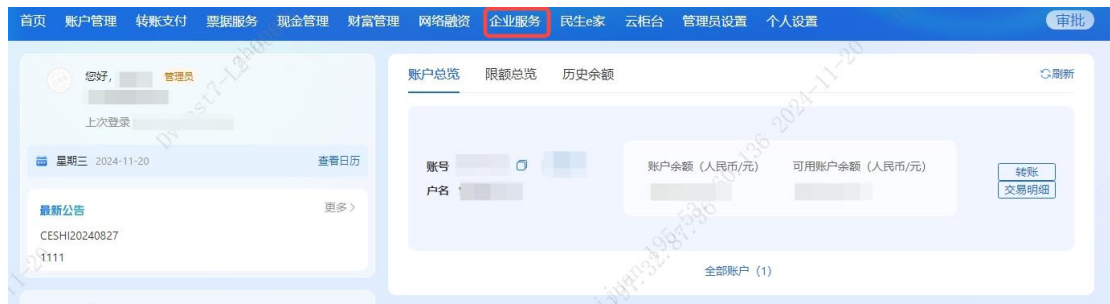 首页 账户管理 转账支付 票据服务 现金管理 财富管理 网络融资 企业服务 民生e家 云柜台 管理员设置 个人设置 审批
您好， 管理员
上次登录
星期三 2024-11-20 查看日历
最新公告 更多>
CESHI20240827
1111
账户总览 限额总览 历史余额 刷新
账号
户名
账户余额（人民币/元） 可用账户余额（人民币/元）
转账
交易明细
全部账户（1）